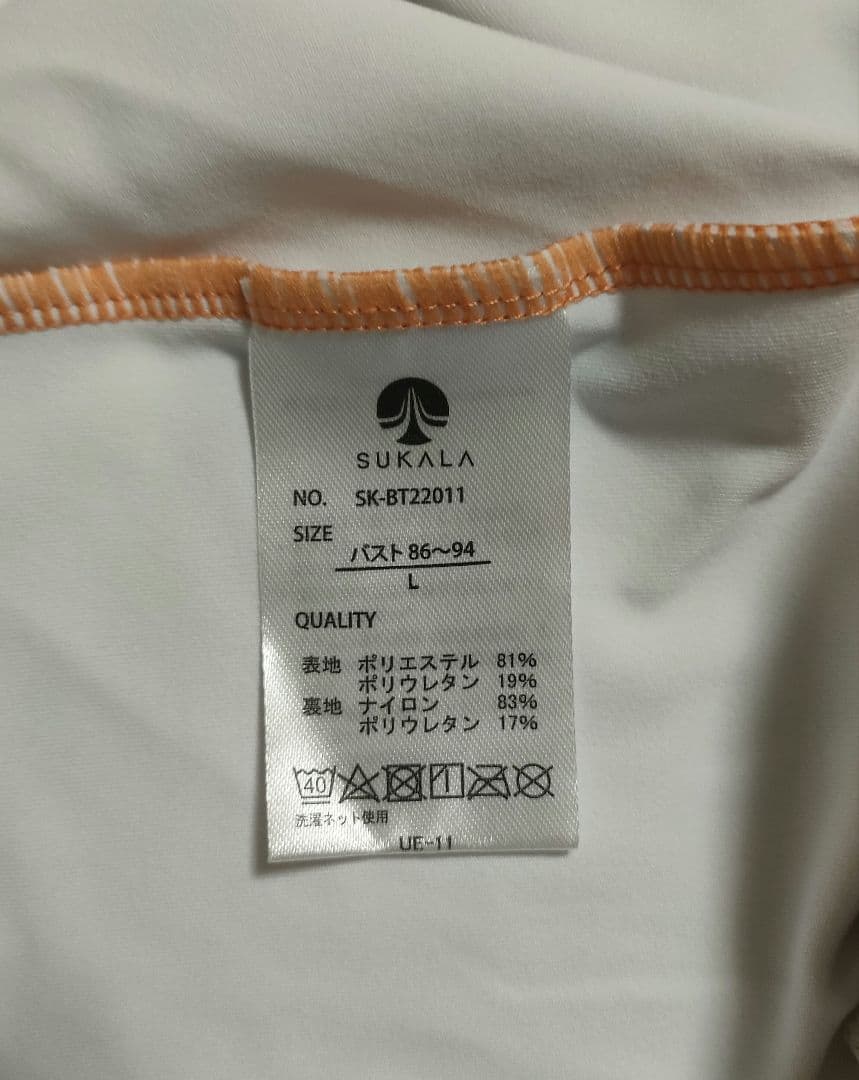 SUKALA
NO. SK-BT22011
SIZE
バスト 86〜94
L
QUALITY
表地 ポリエステル 81%
ポリウレタン 19%
裏地 ナイロン 83%
ポリウレタン 17%
40
洗濯ネット使用
UE-11